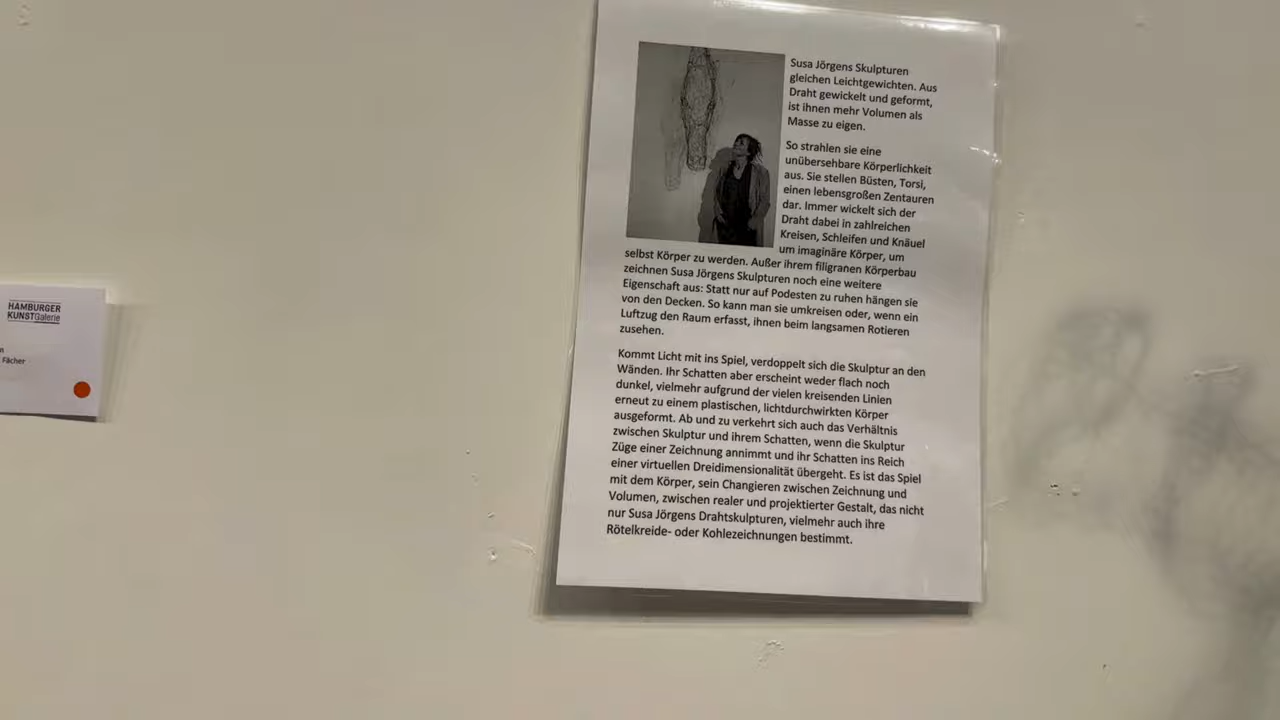 HAMBURGER
KUNSTGalerie
n
Fächer
Susa Jörgens Skulpturen
gleichen Leichtgewichten. Aus
Draht gewickelt und geformt,
ist ihnen mehr Volumen als
Masse zu eigen.
So strahlen sie eine
unübersehbare Körperlichkeit
aus. Sie stellen Büsten, Torsi,
einen lebensgroßen Zentauren
dar. Immer wickelt sich der
Draht dabei in zahlreichen
Kreisen, Schleifen und Knäuel
um imaginäre Körper, um
selbst Körper zu werden. Außer ihrem filigranen Körperbau
zeichnen Susa Jörgens Skulpturen noch eine weitere
Eigenschaft aus: Statt nur auf Podesten zu ruhen hängen sie
von den Decken. So kann man sie umkreisen oder, wenn ein
Luftzug den Raum erfasst, ihnen beim langsamen Rotieren
zusehen.
Kommt Licht mit ins Spiel, verdoppelt sich die Skulptur an den
Wänden. Ihr Schatten aber erscheint weder flach noch
dunkel, vielmehr aufgrund der vielen kreisenden Linien
erneut zu einem plastischen, lichtdurchwirkten Körper
ausgeformt. Ab und zu verkehrt sich auch das Verhältnis
zwischen Skulptur und ihrem Schatten, wenn die Skulptur
Züge einer Zeichnung annimmt und ihr Schatten ins Reich
einer virtuellen Dreidimensionalität übergeht. Es ist das Spiel
mit dem Körper, sein Changieren zwischen Zeichnung und
Volumen, zwischen realer und projektierter Gestalt, das nicht
nur Susa Jörgens Drahtskulpturen, vielmehr auch ihre
Rötelkreide- oder Kohlezeichnungen bestimmt.